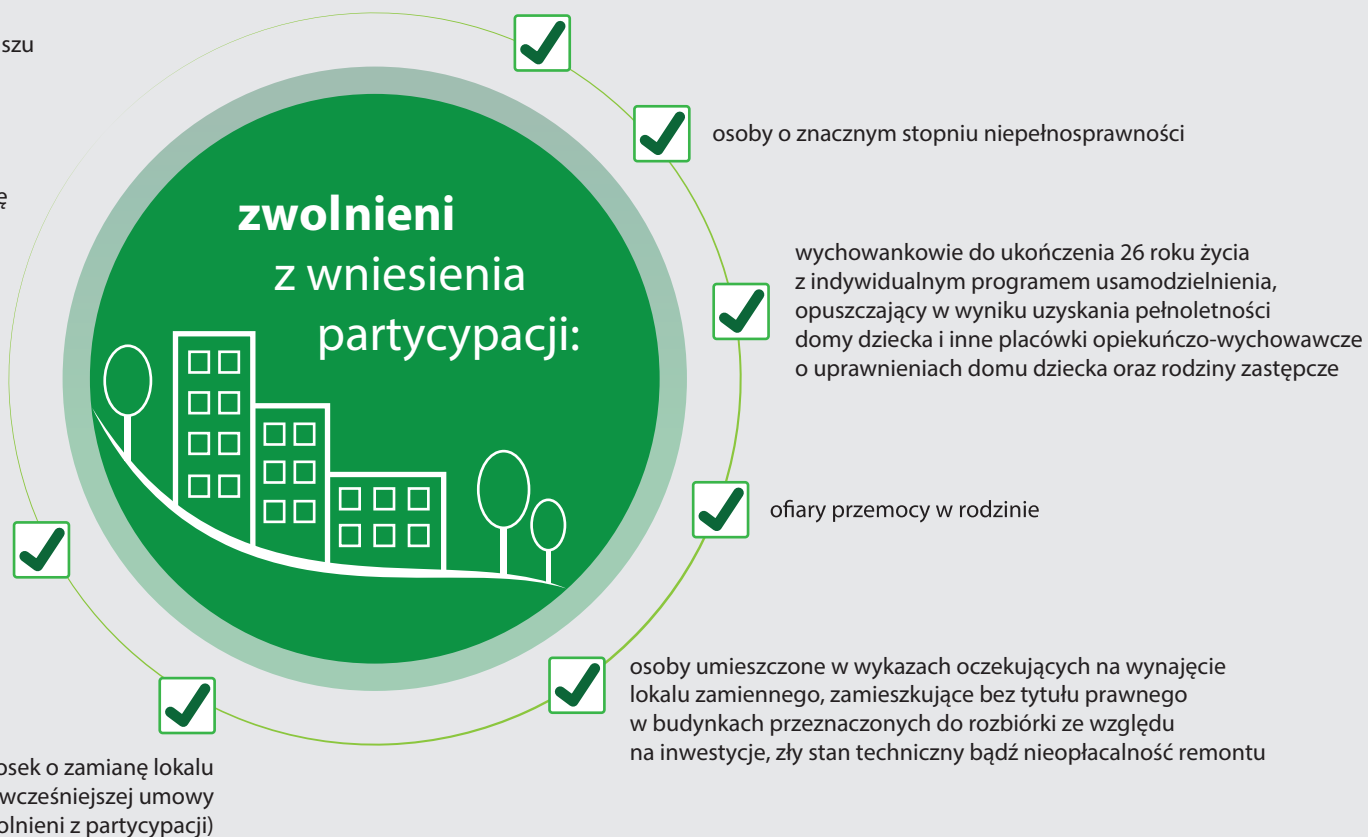 szu
ę
zwolnieni
z wniesienia
partycypacji:
osoby o znacznym stopniu niepełnosprawności
wychowankowie do ukończenia 26 roku życia
z indywidualnym programem usamodzielnienia,
opuszczający w wyniku uzyskania pełnoletności
domy dziecka i inne placówki opiekuńczo-wychowawcze
o uprawnieniach domu dziecka oraz rodziny zastępcze
ofiary przemocy w rodzinie
osoby umieszczone w wykazach oczekujących na wynajęcie
lokalu zamiennego, zamieszkujące bez tytułu prawnego
w budynkach przeznaczonych do rozbiórki ze względu
na inwestycje, zły stan techniczny bądź nieopłacalność remontu
osek o zamianę lokalu
wcześniejszej umowy
olnieni z partycypacji)